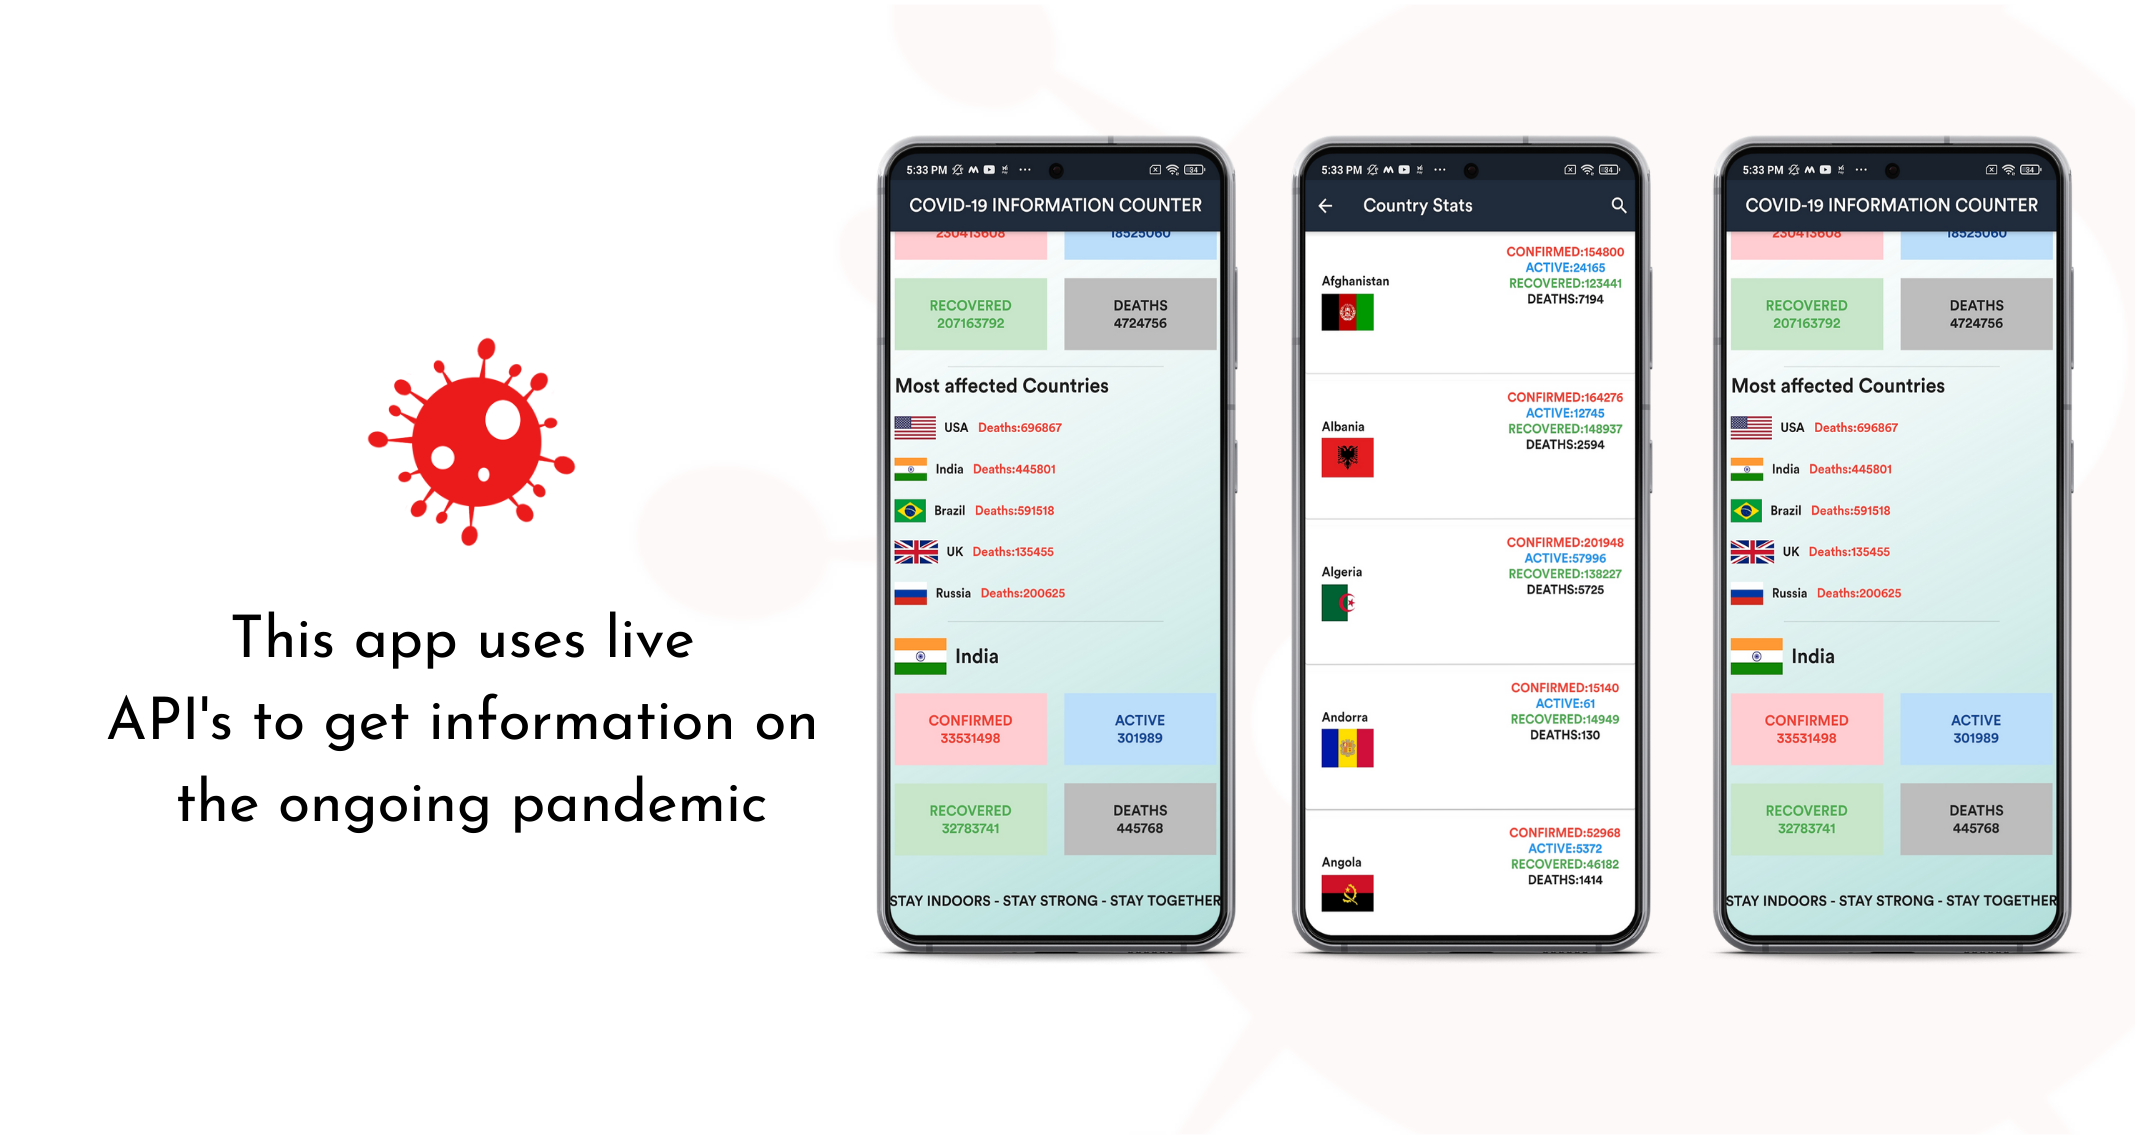 This app uses live
API's to get information on
the ongoing pandemic
5:33 PM
34
COVID-19 INFORMATION COUNTER
230413608
18525060
RECOVERED
207163792
DEATHS
4724756
Most affected Countries
USA Deaths:696867
India Deaths:445801
Brazil Deaths:591518
UK Deaths:135455
Russia Deaths:200625
India
CONFIRMED
33531498
ACTIVE
301989
RECOVERED
32783741
DEATHS
445768
STAY INDOORS - STAY STRONG - STAY TOGETHER
5:33 PM
34
Country Stats
Afghanistan
CONFIRMED:154800
ACTIVE:24165
RECOVERED:123441
DEATHS:7194
Albania
CONFIRMED:164276
ACTIVE:12745
RECOVERED:148937
DEATHS:2594
Algeria
CONFIRMED:201948
ACTIVE:57996
RECOVERED:138227
DEATHS:5725
Andorra
CONFIRMED:15140
ACTIVE:61
RECOVERED:14949
DEATHS:130
Angola
CONFIRMED:52968
ACTIVE:5372
RECOVERED:46182
DEATHS:1414
5:33 PM
34
COVID-19 INFORMATION COUNTER
230413608
18525060
RECOVERED
207163792
DEATHS
4724756
Most affected Countries
USA Deaths:696867
India Deaths:445801
Brazil Deaths:591518
UK Deaths:135455
Russia Deaths:200625
India
CONFIRMED
33531498
ACTIVE
301989
RECOVERED
32783741
DEATHS
445768
STAY INDOORS - STAY STRONG - STAY TOGETHER